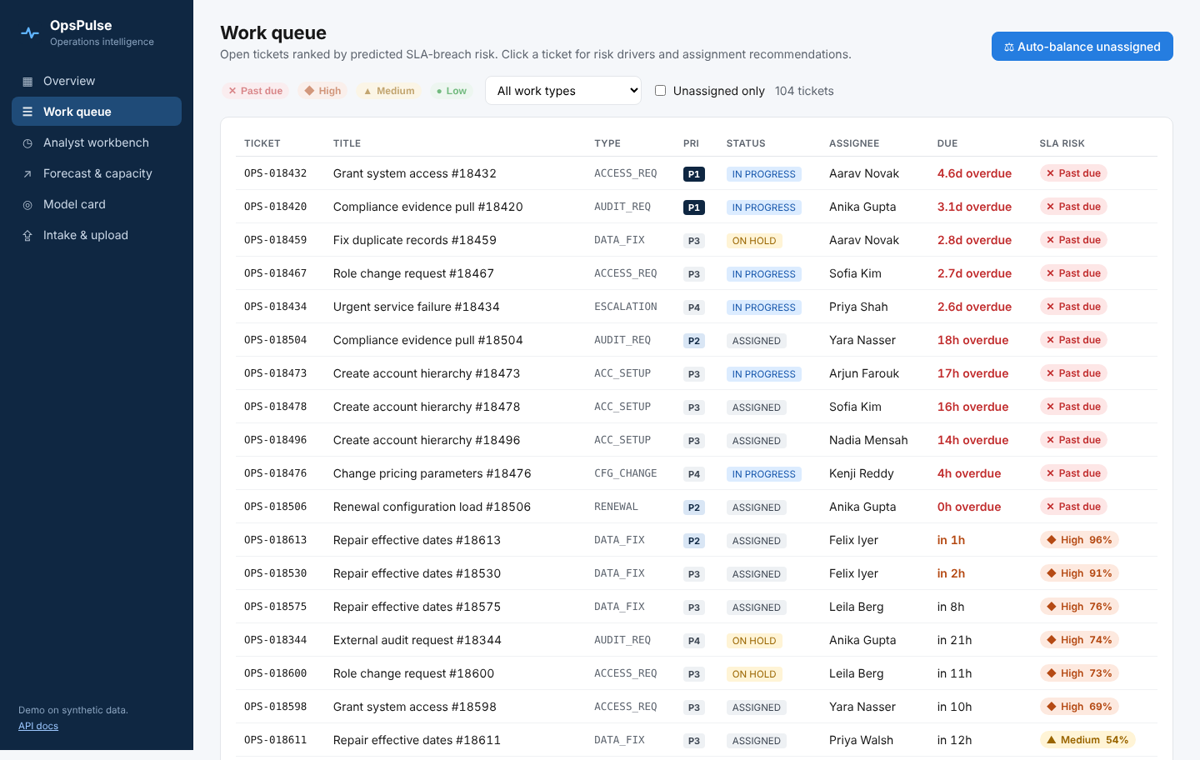 OpsPulse
Operations intelligence
Overview
Work queue
Analyst workbench
Forecast & capacity
Model card
Intake & upload
Demo on synthetic data.
API docs
Work queue
Open tickets ranked by predicted SLA-breach risk. Click a ticket for risk drivers and assignment recommendations.
Auto-balance unassigned
Past due High Medium Low All work types Unassigned only 104 tickets
TICKET TITLE TYPE PRI STATUS ASSIGNEE DUE SLA RISK
OPS-018432 Grant system access #18432 ACCESS_REQ P1 IN PROGRESS Aarav Novak 4.6d overdue Past due
OPS-018420 Compliance evidence pull #18420 AUDIT_REQ P1 IN PROGRESS Anika Gupta 3.1d overdue Past due
OPS-018459 Fix duplicate records #18459 DATA_FIX P3 ON HOLD Aarav Novak 2.8d overdue Past due
OPS-018467 Role change request #18467 ACCESS_REQ P3 IN PROGRESS Sofia Kim 2.7d overdue Past due
OPS-018434 Urgent service failure #18434 ESCALATION P4 IN PROGRESS Priya Shah 2.6d overdue Past due
OPS-018504 Compliance evidence pull #18504 AUDIT_REQ P2 ASSIGNED Yara Nasser 18h overdue Past due
OPS-018473 Create account hierarchy #18473 ACC_SETUP P3 IN PROGRESS Arjun Farouk 17h overdue Past due
OPS-018478 Create account hierarchy #18478 ACC_SETUP P3 ASSIGNED Sofia Kim 16h overdue Past due
OPS-018496 Create account hierarchy #18496 ACC_SETUP P3 ASSIGNED Nadia Mensah 14h overdue Past due
OPS-018476 Change pricing parameters #18476 CFG_CHANGE P4 IN PROGRESS Kenji Reddy 4h overdue Past due
OPS-018506 Renewal configuration load #18506 RENEWAL P2 ASSIGNED Anika Gupta 0h overdue Past due
OPS-018613 Repair effective dates #18613 DATA_FIX P2 ASSIGNED Felix Iyer in 1h High 96%
OPS-018530 Repair effective dates #18530 DATA_FIX P3 ASSIGNED Felix Iyer in 2h High 91%
OPS-018575 Repair effective dates #18575 DATA_FIX P3 ASSIGNED Leila Berg in 8h High 76%
OPS-018344 External audit request #18344 AUDIT_REQ P4 ON HOLD Anika Gupta in 21h High 74%
OPS-018600 Role change request #18600 ACCESS_REQ P3 ON HOLD Leila Berg in 11h High 73%
OPS-018598 Grant system access #18598 ACCESS_REQ P3 ASSIGNED Yara Nasser in 10h High 69%
OPS-018611 Repair effective dates #18611 DATA_FIX P3 ASSIGNED Priya Walsh in 12h Medium 54%